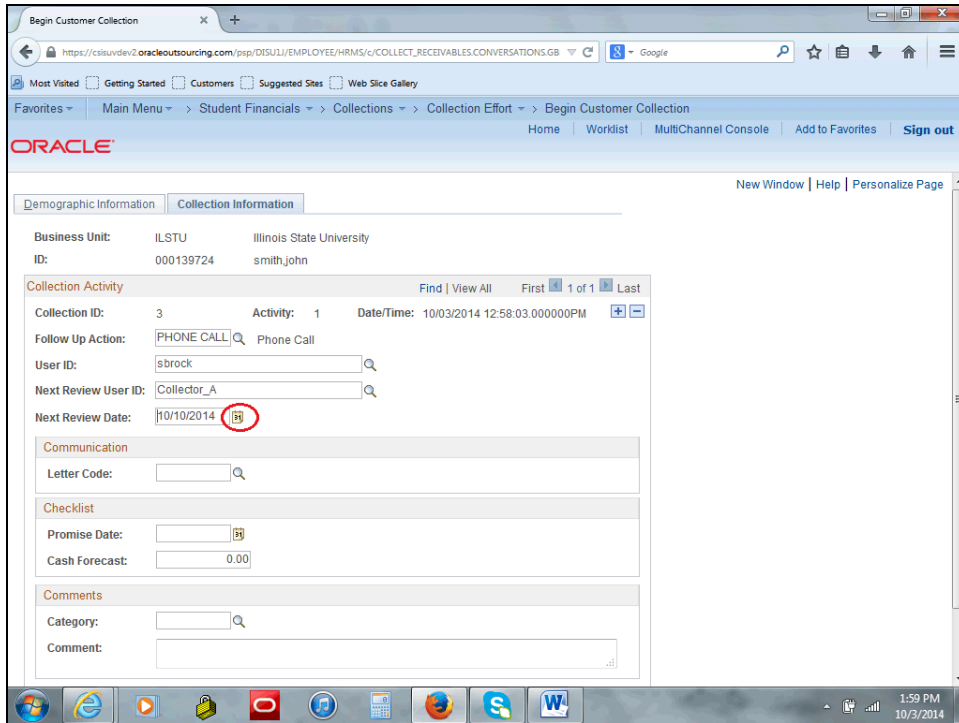 Begin Customer Collection
https://csisuvdev2.oracleoutsourcing.com/psp/DISU1J/EMPLOYEE/HRMS/c/COLLECT_RECEIVABLES.CONVERSATIONS.GB Google
Most Visited Getting Started Customers Suggested Sites Web Slice Gallery
Favorites Main Menu > Student Financials > Collections > Collection Effort > Begin Customer Collection
Home Worklist MultiChannel Console Add to Favorites Sign out
ORACLE
New Window | Help | Personalize Page
Demographic Information Collection Information
Business Unit: ILSTU Illinois State University
ID: 000139724 smith,john
Collection Activity Find | View All First 1 of 1 Last
Collection ID: 3 Activity: 1 Date/Time: 10/03/2014 12:58:03.000000PM
Follow Up Action: PHONE CALL Phone Call
User ID: sbrock
Next Review User ID: Collector_A
Next Review Date: 10/10/2014
Communication
Letter Code:
Checklist
Promise Date:
Cash Forecast: 0.00
Comments
Category:
Comment:
1:59 PM
10/3/2014